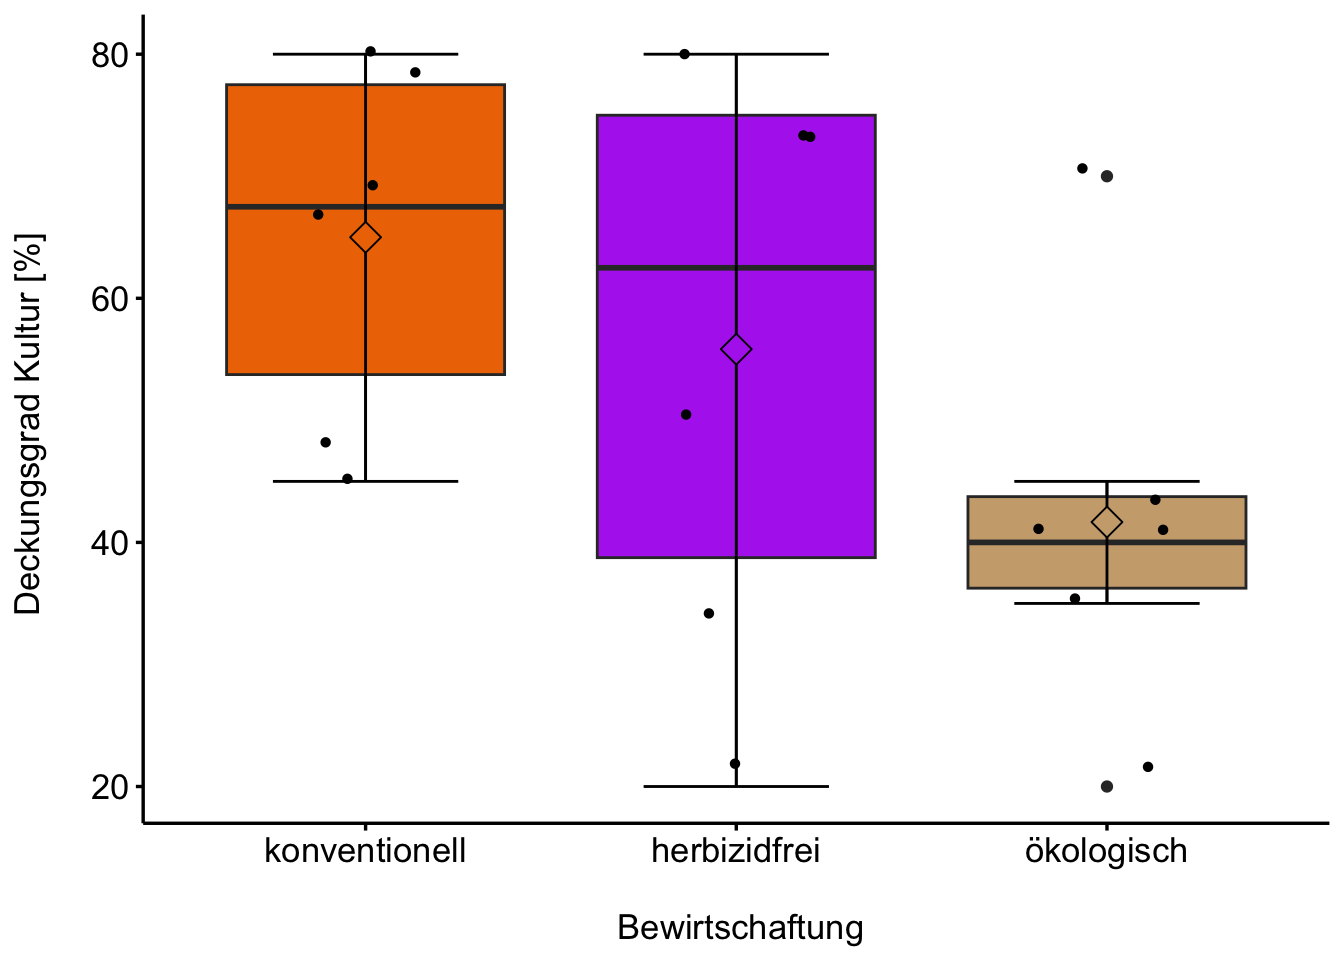 Deckungsgrad Kultur [%]
80
60
40
20
konventionell herbizidfrei ökologisch
Bewirtschaftung